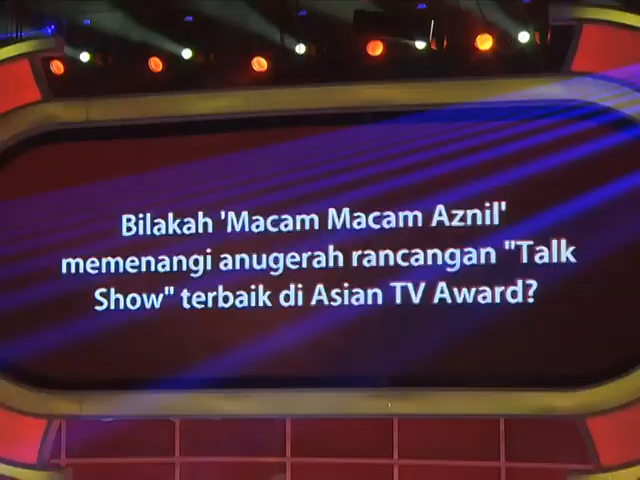 Bilakah 'Macam Macam Aznil'
memenangi anugerah rancangan "Talk
Show" terbaik di Asian TV Award?